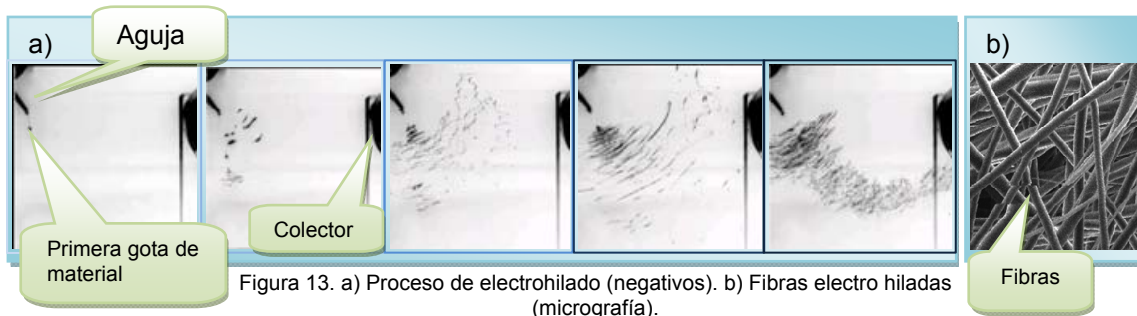 a)
Aguja
b)
Primera gota de
material
Colector
Fibras
Figura 13. a) Proceso de electrohilado (negativos). b) Fibras electro hiladas
(micrografía).